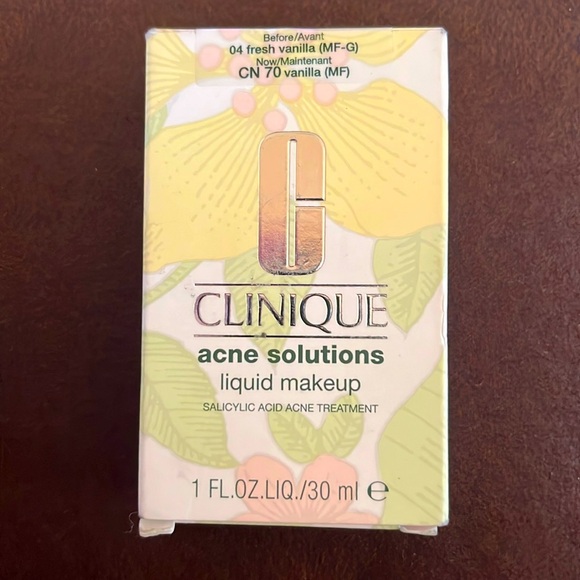 Before/Avant
04 fresh vanilla (MF-G)
Now/Maintenant
CN 70 vanilla (MF)
CLINIQUE
acne solutions
liquid makeup
SALICYLIC ACID ACNE TREATMENT
1 FL.OZ.LIQ./30 ml ℮